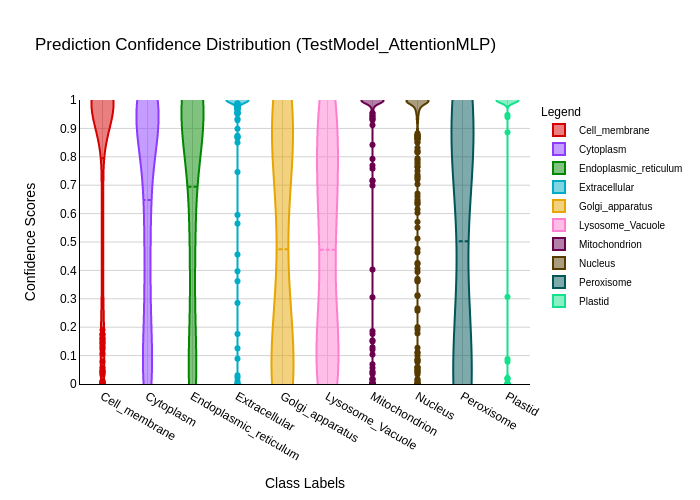 Prediction Confidence Distribution (TestModel_AttentionMLP)
Confidence Scores
1
0.9
0.8
0.7
0.6
0.5
0.4
0.3
0.2
0.1
0
Cell_membrane
Cytoplasm
Endoplasmic_reticulum
Extracellular
Golgi_apparatus
Lysosome_Vacuole
Mitochondrion
Nucleus
Peroxisome
Plastid
Class Labels
Legend
Cell_membrane
Cytoplasm
Endoplasmic_reticulum
Extracellular
Golgi_apparatus
Lysosome_Vacuole
Mitochondrion
Nucleus
Peroxisome
Plastid